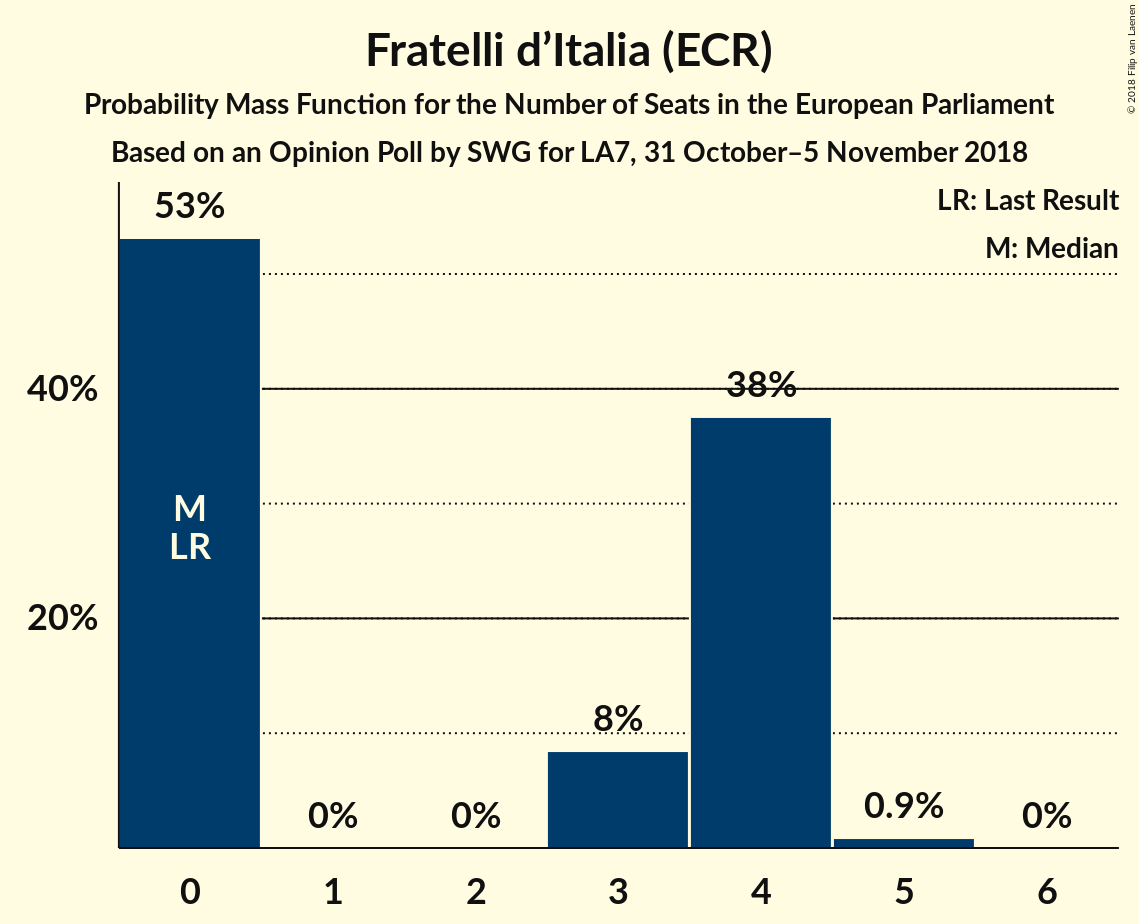 Fratelli d’Italia (ECR)
Probability Mass Function for the Number of Seats in the European Parliament
Based on an Opinion Poll by SWG for LA7, 31 October–5 November 2018
© 2018 Filip van Laenen
LR: Last Result
M: Median
53%
40%
38%
M
LR
20%
8%
0%
0%
0.9%
0%
0
1
2
3
4
5
6